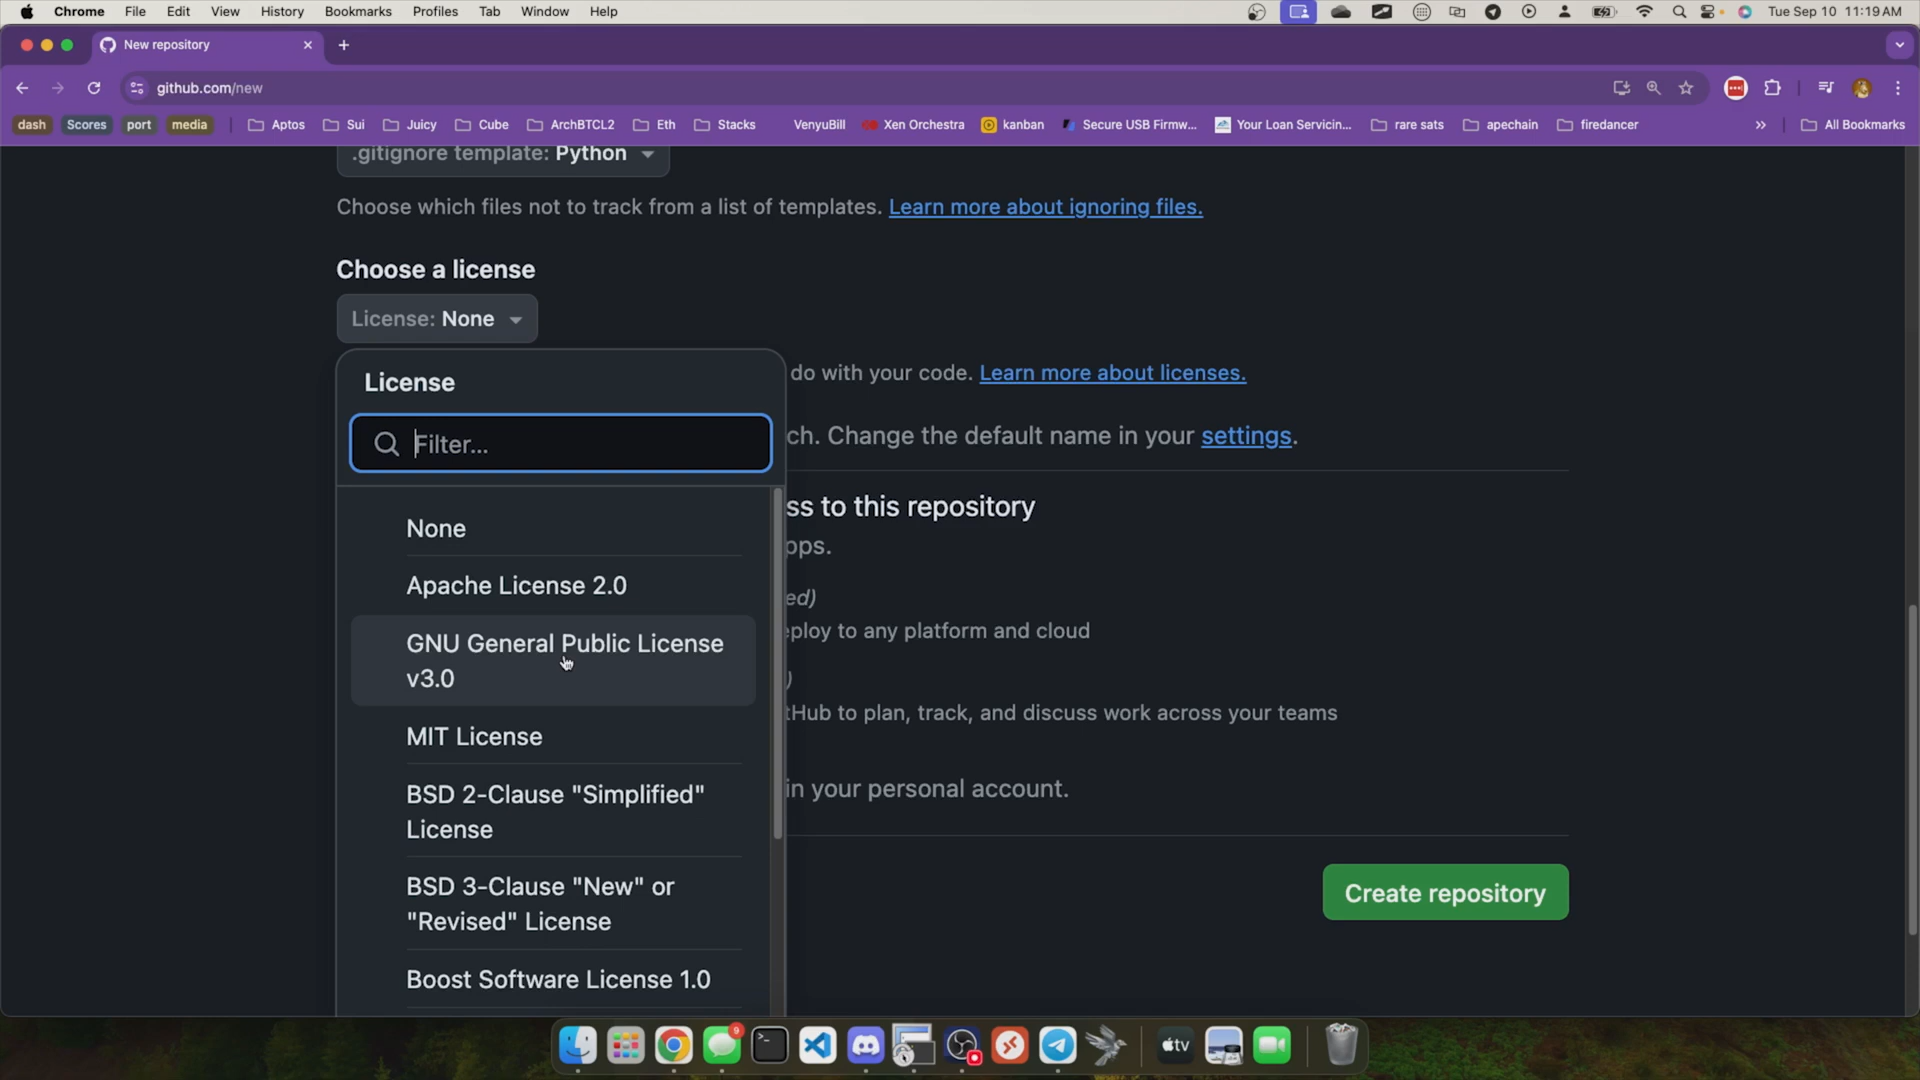 Chrome File Edit View History Bookmarks Profiles Tab Window Help Tue Sep 10 11:19 AM
New repository
github.com/new
dash Scores port media Aptos Sui Juicy Cube ArchBTCL2 Eth Stacks VenyuBill Xen Orchestra kanban Secure USB Firmw... Your Loan Servicin... rare sats apechain firedancer » All Bookmarks
.gitignore template: Python
Choose which files not to track from a list of templates. Learn more about ignoring files.
Choose a license
License: None
License
do with your code. Learn more about licenses.
Filter...
ch. Change the default name in your settings.
ss to this repository
None
pps.
Apache License 2.0
ed)
eploy to any platform and cloud
GNU General Public License
v3.0
)
tHub to plan, track, and discuss work across your teams
MIT License
in your personal account.
BSD 2-Clause "Simplified"
License
BSD 3-Clause "New" or
"Revised" License
Create repository
Boost Software License 1.0
9
tv